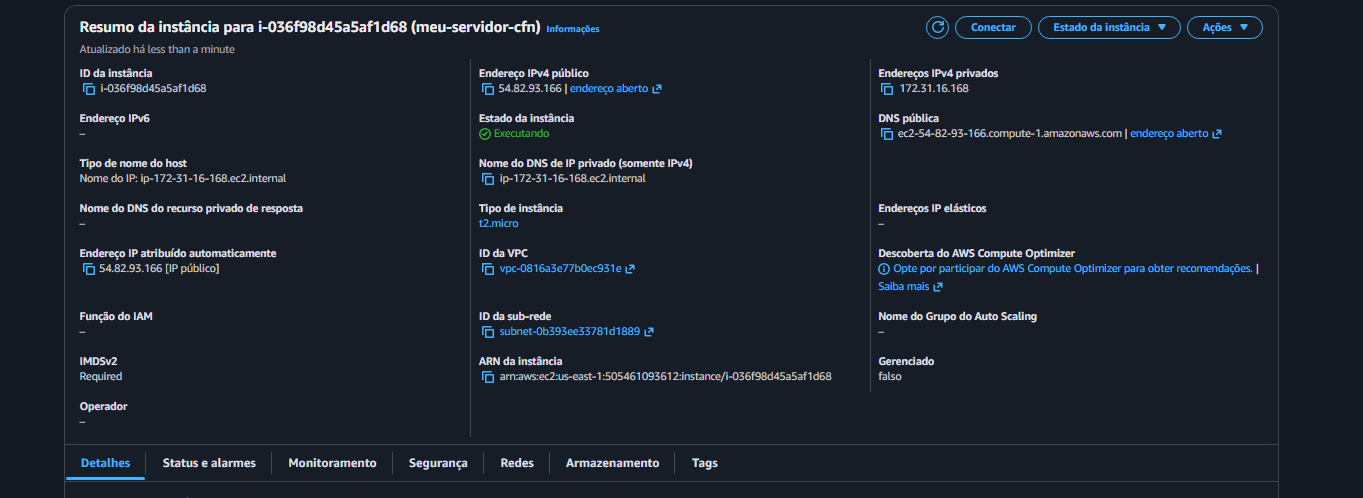 Resumo da instância para i-036f98d45a5af1d68 (meu-servidor-cfn) Informações
Conectar
Estado da instância
Ações
Atualizado há less than a minute
ID da instância
i-036f98d45a5af1d68
Endereço IPv4 público
54.82.93.166 | endereço aberto
Endereços IPv4 privados
172.31.16.168
Endereço IPv6
–
Estado da instância
Executando
DNS pública
ec2-54-82-93-166.compute-1.amazonaws.com | endereço aberto
Tipo de nome do host
Nome do IP: ip-172-31-16-168.ec2.internal
Nome do DNS de IP privado (somente IPv4)
ip-172-31-16-168.ec2.internal
Nome do DNS do recurso privado de resposta
–
Tipo de instância
t2.micro
Endereços IP elásticos
–
Endereço IP atribuído automaticamente
54.82.93.166 [IP público]
ID da VPC
vpc-0816a3e77b0ec931e
Descoberta do AWS Compute Optimizer
Opte por participar do AWS Compute Optimizer para obter recomendações. |
Saiba mais
Função do IAM
–
ID da sub-rede
subnet-0b393ee33781d1889
Nome do Grupo do Auto Scaling
–
IMDSv2
Required
ARN da instância
arn:aws:ec2:us-east-1:505461093612:instance/i-036f98d45a5af1d68
Gerenciado
falso
Operador
–
Detalhes
Status e alarmes
Monitoramento
Segurança
Redes
Armazenamento
Tags